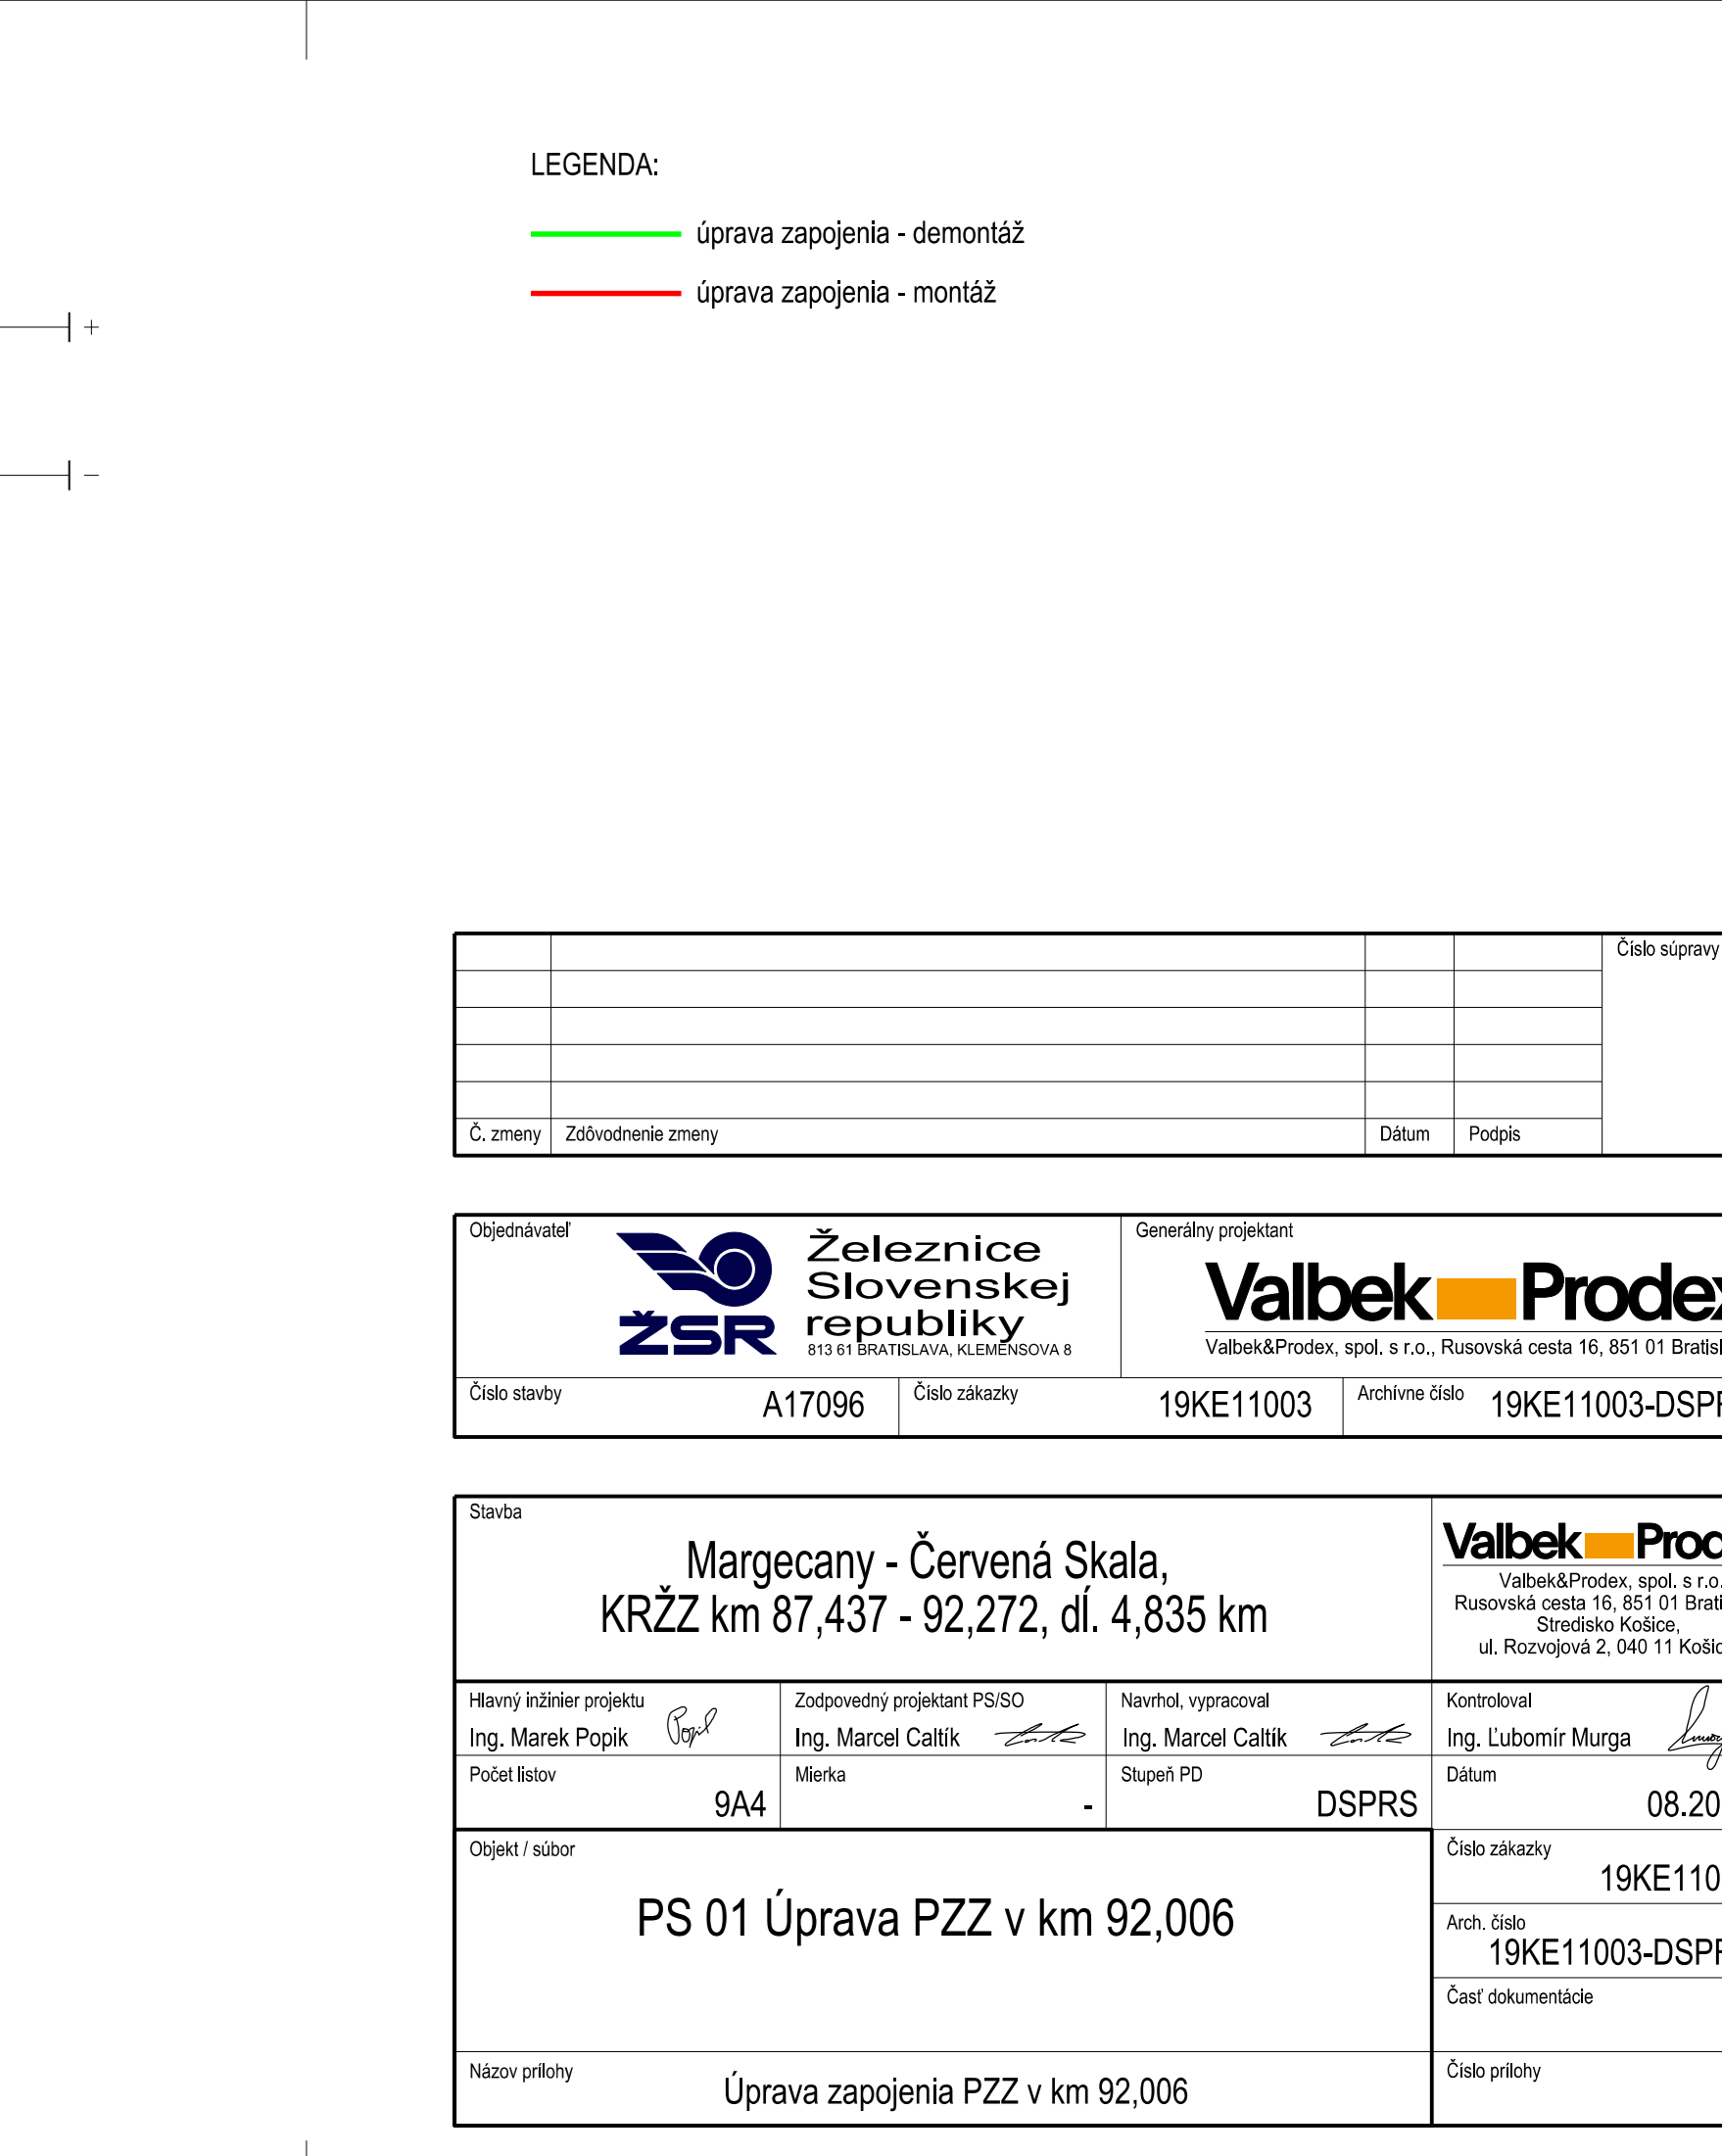 LEGENDA:
úprava zapojenia - demontáž
úprava zapojenia - montáž
+
–
Číslo súpravy
Č. zmeny Zdôvodnenie zmeny Dátum Podpis
Objednávateľ
ŽSR
Železnice
Slovenskej
republiky
813 61 BRATISLAVA, KLEMENSOVA 8
Generálny projektant
Valbek Prodex
Valbek&Prodex, spol. s r.o., Rusovská cesta 16, 851 01 Bratis
Číslo stavby A17096 Číslo zákazky 19KE11003 Archívne číslo 19KE11003-DSP
Stavba
Margecany - Červená Skala,
KRŽZ km 87,437 - 92,272, dĺ. 4,835 km
Valbek Prod
Valbek&Prodex, spol. s r.o.
Rusovská cesta 16, 851 01 Brati
Stredisko Košice,
ul. Rozvojová 2, 040 11 Košic
Hlavný inžinier projektu
Ing. Marek Popik
Zodpovedný projektant PS/SO
Ing. Marcel Caltík
Navrhol, vypracoval
Ing. Marcel Caltík
Kontroloval
Ing. Ľubomír Murga
Počet listov 9A4
Mierka -
Stupeň PD DSPRS
Dátum 08.20
Objekt / súbor
PS 01 Úprava PZZ v km 92,006
Číslo zákazky
19KE110
Arch. číslo
19KE11003-DSP
Časť dokumentácie
Názov prílohy
Úprava zapojenia PZZ v km 92,006
Číslo prílohy